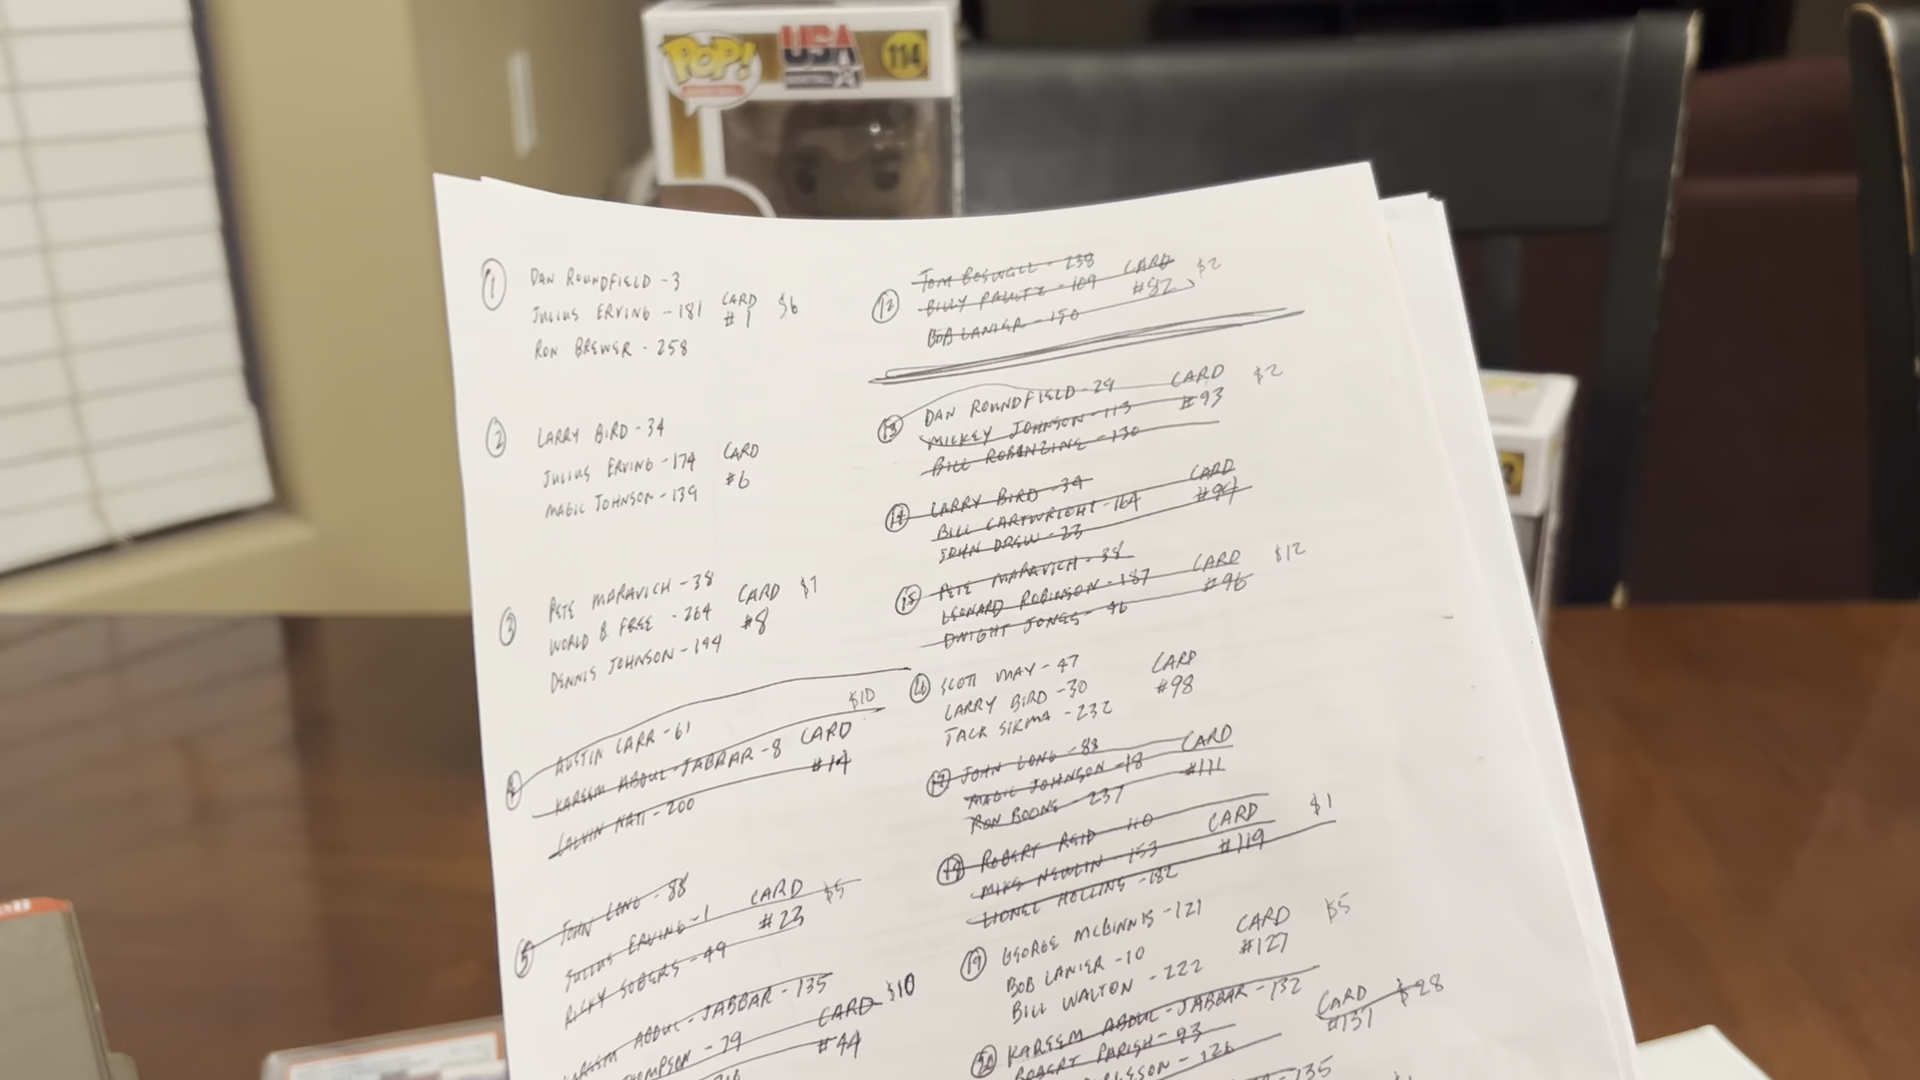 POP!
USA
114
① DAN ROUNDFIELD - 3
JULIUS ERVING - 181 CARD #1 $6
RON BREWER - 258
② LARRY BIRD - 34
JULIUS ERVING - 174 CARD #6
MAGIC JOHNSON - 139
③ PETE MARAVICH - 38
WORLD B. FREE - 264 CARD #8 $7
DENNIS JOHNSON - 194
④ AUSTIN CARR - 61
KAREEM ABDUL-JABBAR - 8 CARD #14 $10
CALVIN NATT - 200
⑤ JOHN LONG - 88
JULIUS ERVING - 1 CARD #23 $5
RICKY SOBERS - 49
ABDUL-JABBAR - 135
THOMPSON - 79 CARD #44 $10
⑫ TOM BOSWELL - 238
BILLY PAULTZ - 109 CARD #82 $2
BOB LANIER - 150
⑬ DAN ROUNDFIELD - 29 CARD #93 $2
MICKEY JOHNSON - 113
BILL ROBINZINE - 130
⑭ LARRY BIRD - 34 CARD
BILL CARTWRIGHT - 164
JOHN DREW - 23
⑮ PETE MARAVICH - 38 CARD #96 $12
LEONARD ROBINSON - 187
DWIGHT JONES - 46
SCOTT MAY - 47 CARD #98
LARRY BIRD - 30
JACK SIKMA - 232
⑰ JOHN LONG - 88 CARD #111
MAGIC JOHNSON - 18
RON BOONE - 237
⑱ ROBERT REID - 110 CARD #119 $1
MIKE NEWLIN - 153
LIONEL HOLLINS - 182
⑲ GEORGE MCGINNIS - 121 CARD #127 $5
BOB LANIER - 10
BILL WALTON - 222
⑳ KAREEM ABDUL-JABBAR - 132 CARD #131 $28
ROBERT PARISH - 93
- 126
- 135